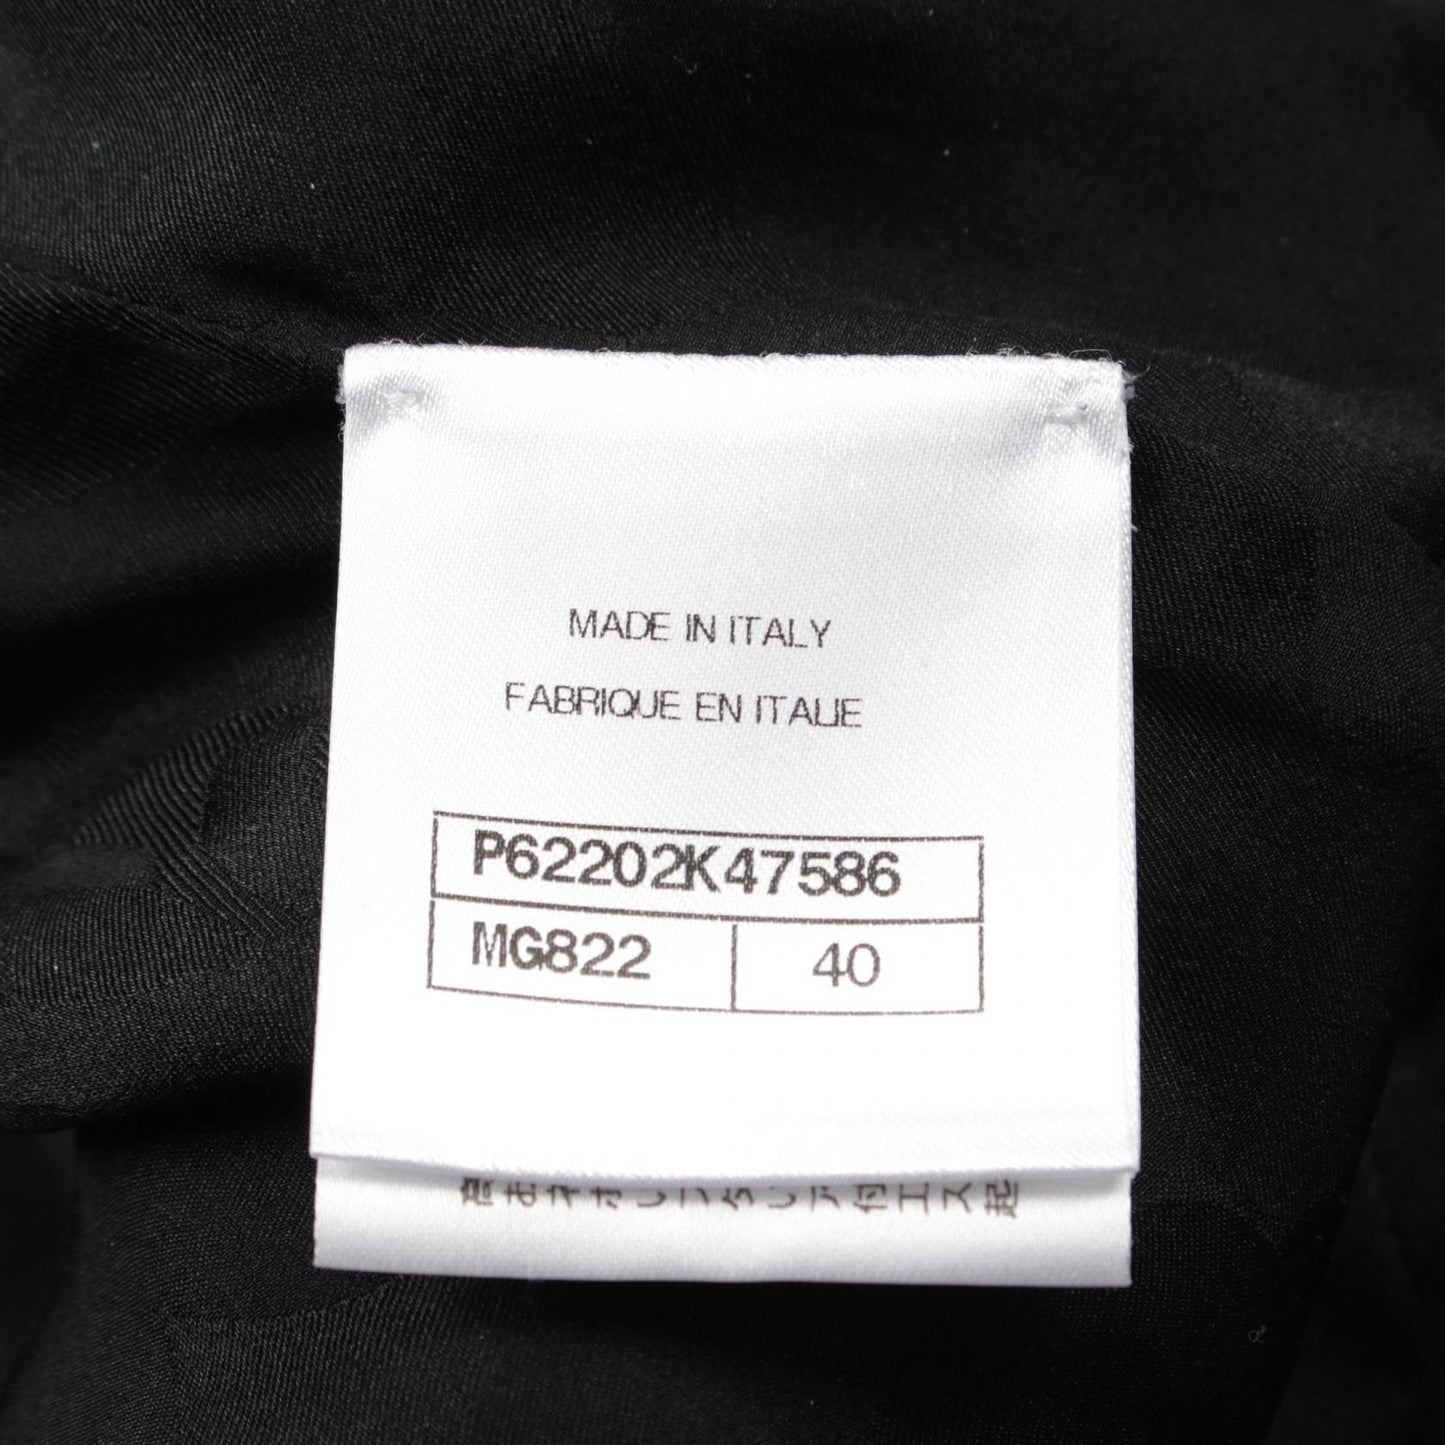 MADE IN ITALY
FABRIQUE EN ITALIE
P62202K47586
MG822 40